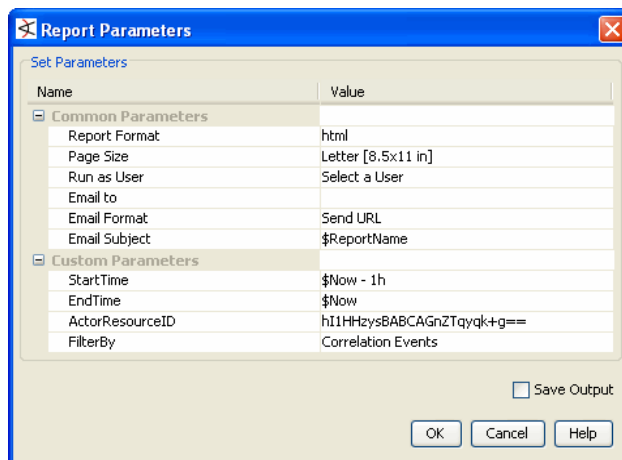 Report Parameters
Set Parameters
Name Value
Common Parameters
Report Format html
Page Size Letter [8.5x11 in]
Run as User Select a User
Email to
Email Format Send URL
Email Subject $ReportName
Custom Parameters
StartTime $Now - 1h
EndTime $Now
ActorResourceID hI1HHzysBABCAGnZTqyqk+g==
FilterBy Correlation Events
Save Output
OK Cancel Help